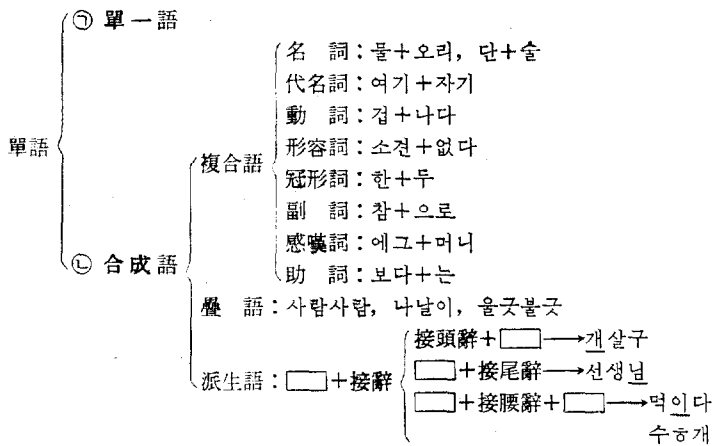 ㉠ 單一語
名 詞 : 물+오리, 단+술
代名詞 : 여기+자기
動 詞 : 겁+나다
形容詞 : 소견+없다
單語
複合語
冠形詞 : 한+두
副 詞 : 참+으로
感嘆詞 : 에그+머니
㉡ 合成語
助 詞 : 보다+는
疊 語 : 사람사람, 나날이, 울긋불긋
接頭辭+□→개살구
派生語 : □+接辭
□+接尾辭→선생님
□+接腰辭+□→먹이다
수ㅎ개